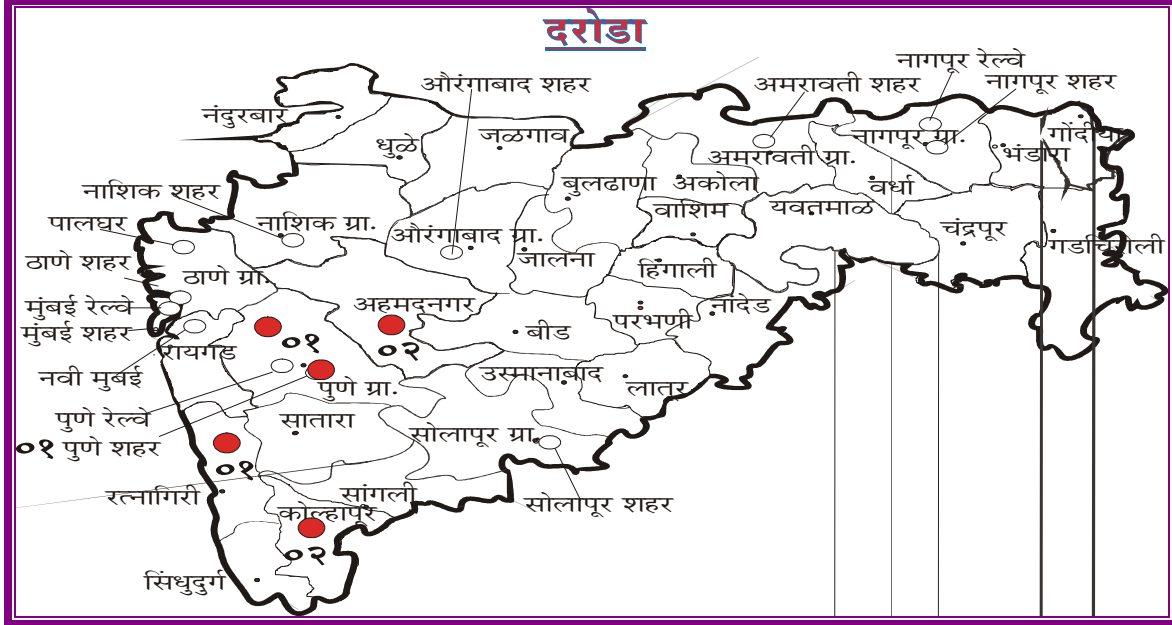 दरोडा
नागपूर रेल्वे
औरंगाबाद शहर
अमरावती शहर
नागपूर शहर
नंदुरबार
धुळे
जळगाव
नागपूर ग्रा.
गोंदीया
अमरावती ग्रा.
भंडारा
नाशिक शहर
बुलढाणा
अकोला
वर्धा
पालघर
नाशिक ग्रा.
औरंगाबाद ग्रा.
वाशिम
यवतमाळ
चंद्रपूर
गडचिरोली
ठाणे शहर
ठाणे ग्रा.
जालना
हिंगोली
मुंबई रेल्वे
अहमदनगर
परभणी
नांदेड
मुंबई शहर
रायगड
०१
०२
बीड
नवी मुंबई
पुणे ग्रा.
उस्मानाबाद
लातूर
पुणे रेल्वे
सातारा
सोलापूर ग्रा.
०१ पुणे शहर
०१
रत्नागिरी
सांगली
सोलापूर शहर
कोल्हापूर
०२
सिंधुदुर्ग